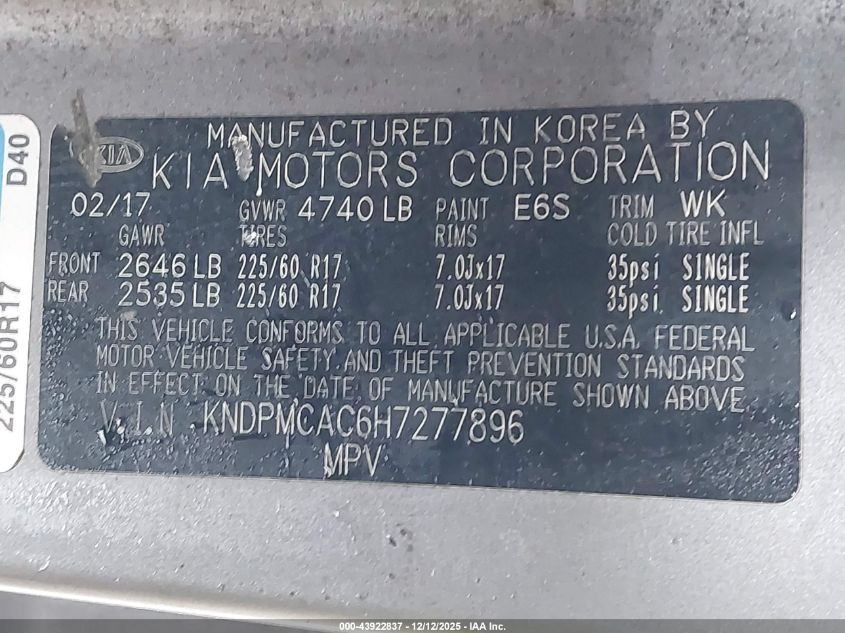 MANUFACTURED IN KOREA BY
KIA
KIA MOTORS CORPORATION
02/17 GVWR 4740 LB PAINT E6S TRIM WK
GAWR TIRES RIMS COLD TIRE INFL
FRONT 2646 LB 225/60 R17 7.0Jx17 35psi SINGLE
REAR 2535 LB 225/60 R17 7.0Jx17 35psi SINGLE
THIS VEHICLE CONFORMS TO ALL APPLICABLE U.S.A. FEDERAL
MOTOR VEHICLE SAFETY AND THEFT PREVENTION STANDARDS
IN EFFECT ON THE DATE OF MANUFACTURE SHOWN ABOVE
V.I.N KNDPMCAC6H7277896
MPV
D40
225/60R17
000-43922837 - 12/12/2025 - IAA Inc.